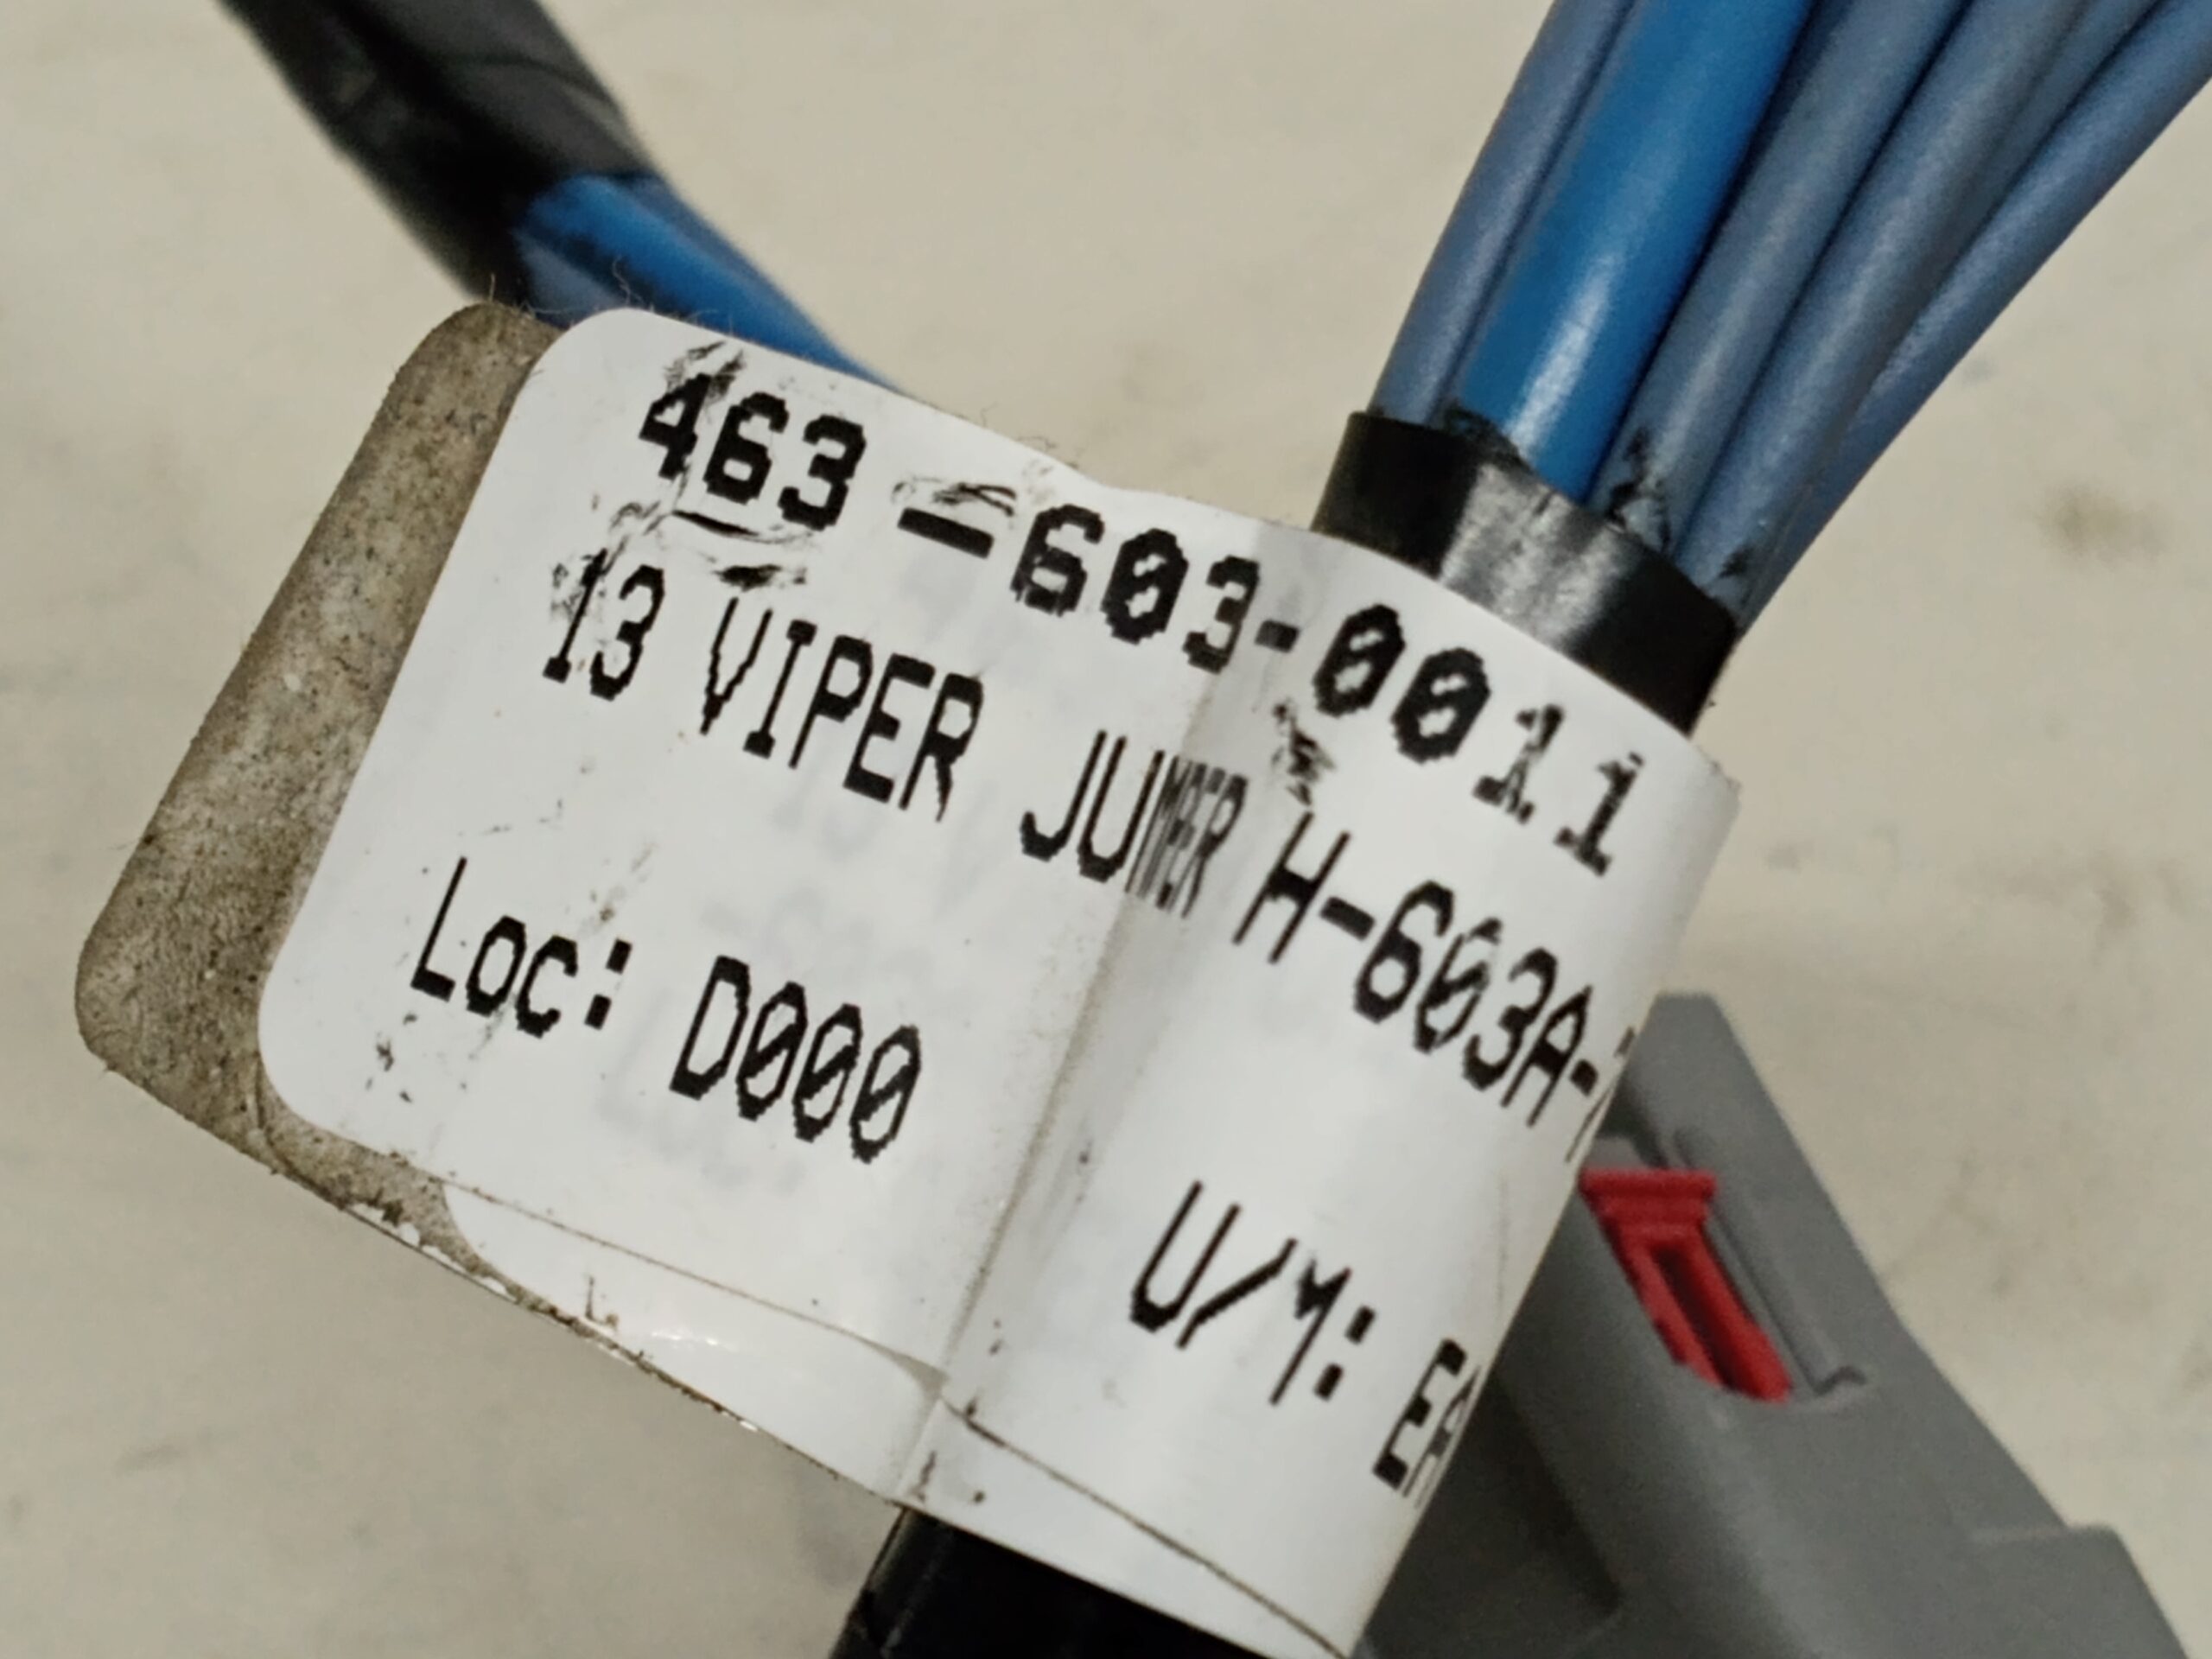 463-603-0011
13 VIPER JUMPER H-603A-
Loc: D000
U/M: EA